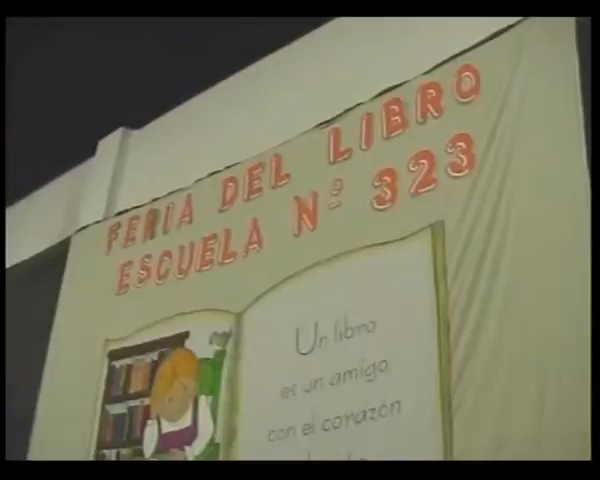 FERIA DEL LIBRO
ESCUELA Nº 323
Un libro
es un amigo
con el corazón